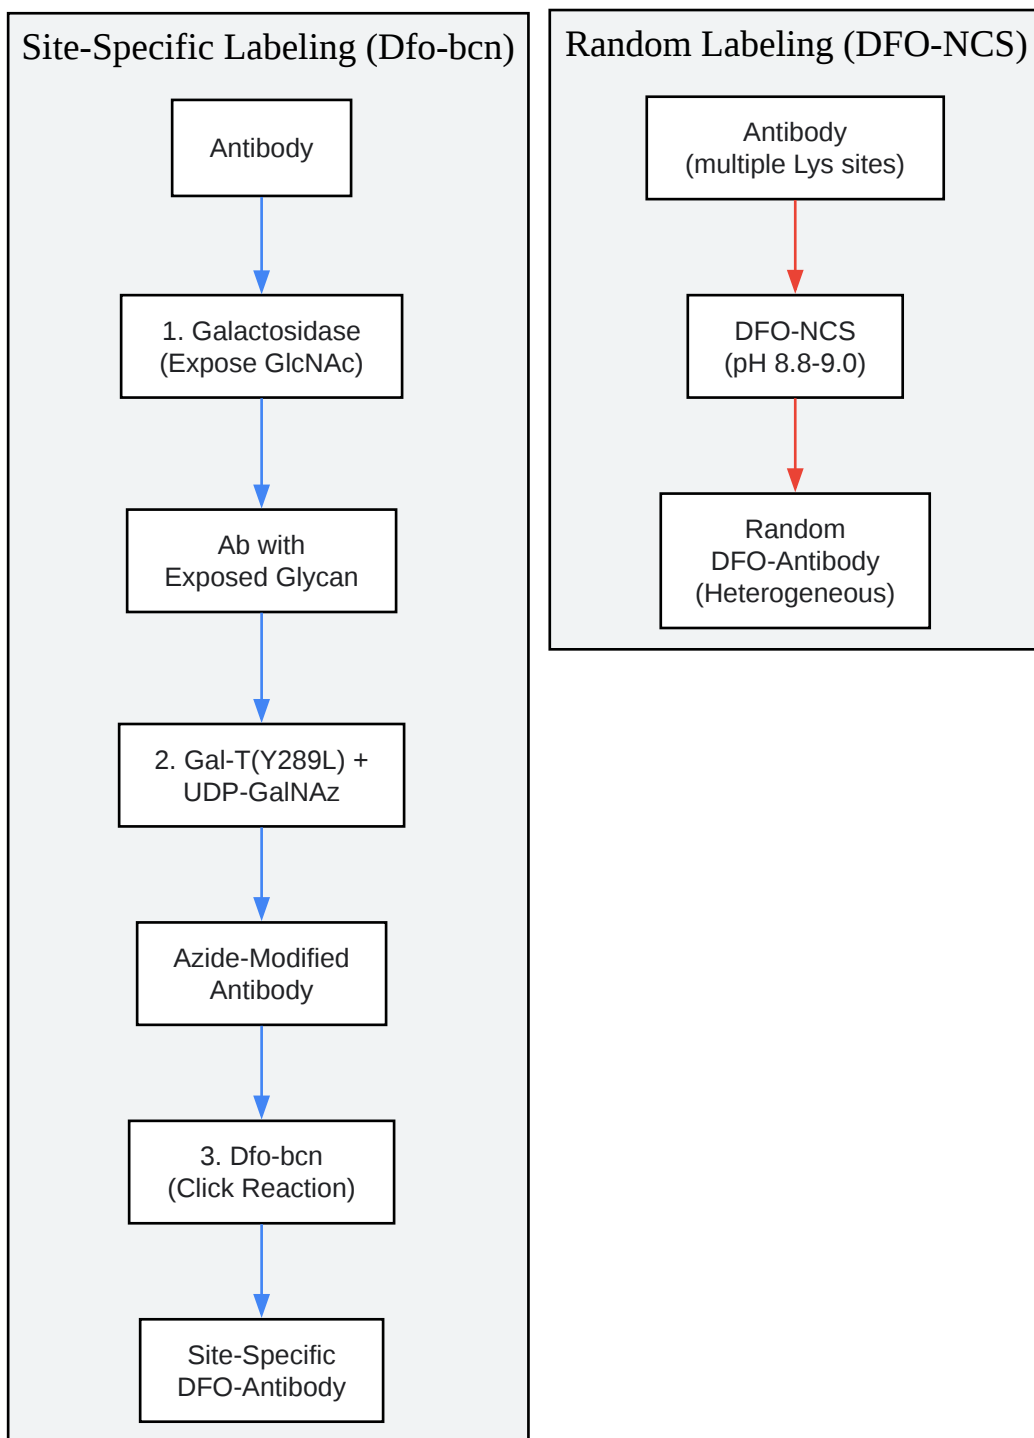 Site-Specific Labeling (Dfo-bcn)
Antibody
1. Galactosidase
(Expose GlcNAc)
Ab with
Exposed Glycan
2. Gal-T(Y289L) +
UDP-GalNAz
Azide-Modified
Antibody
3. Dfo-bcn
(Click Reaction)
Site-Specific
DFO-Antibody
Random Labeling (DFO-NCS)
Antibody
(multiple Lys sites)
DFO-NCS
(pH 8.8-9.0)
Random
DFO-Antibody
(Heterogeneous)